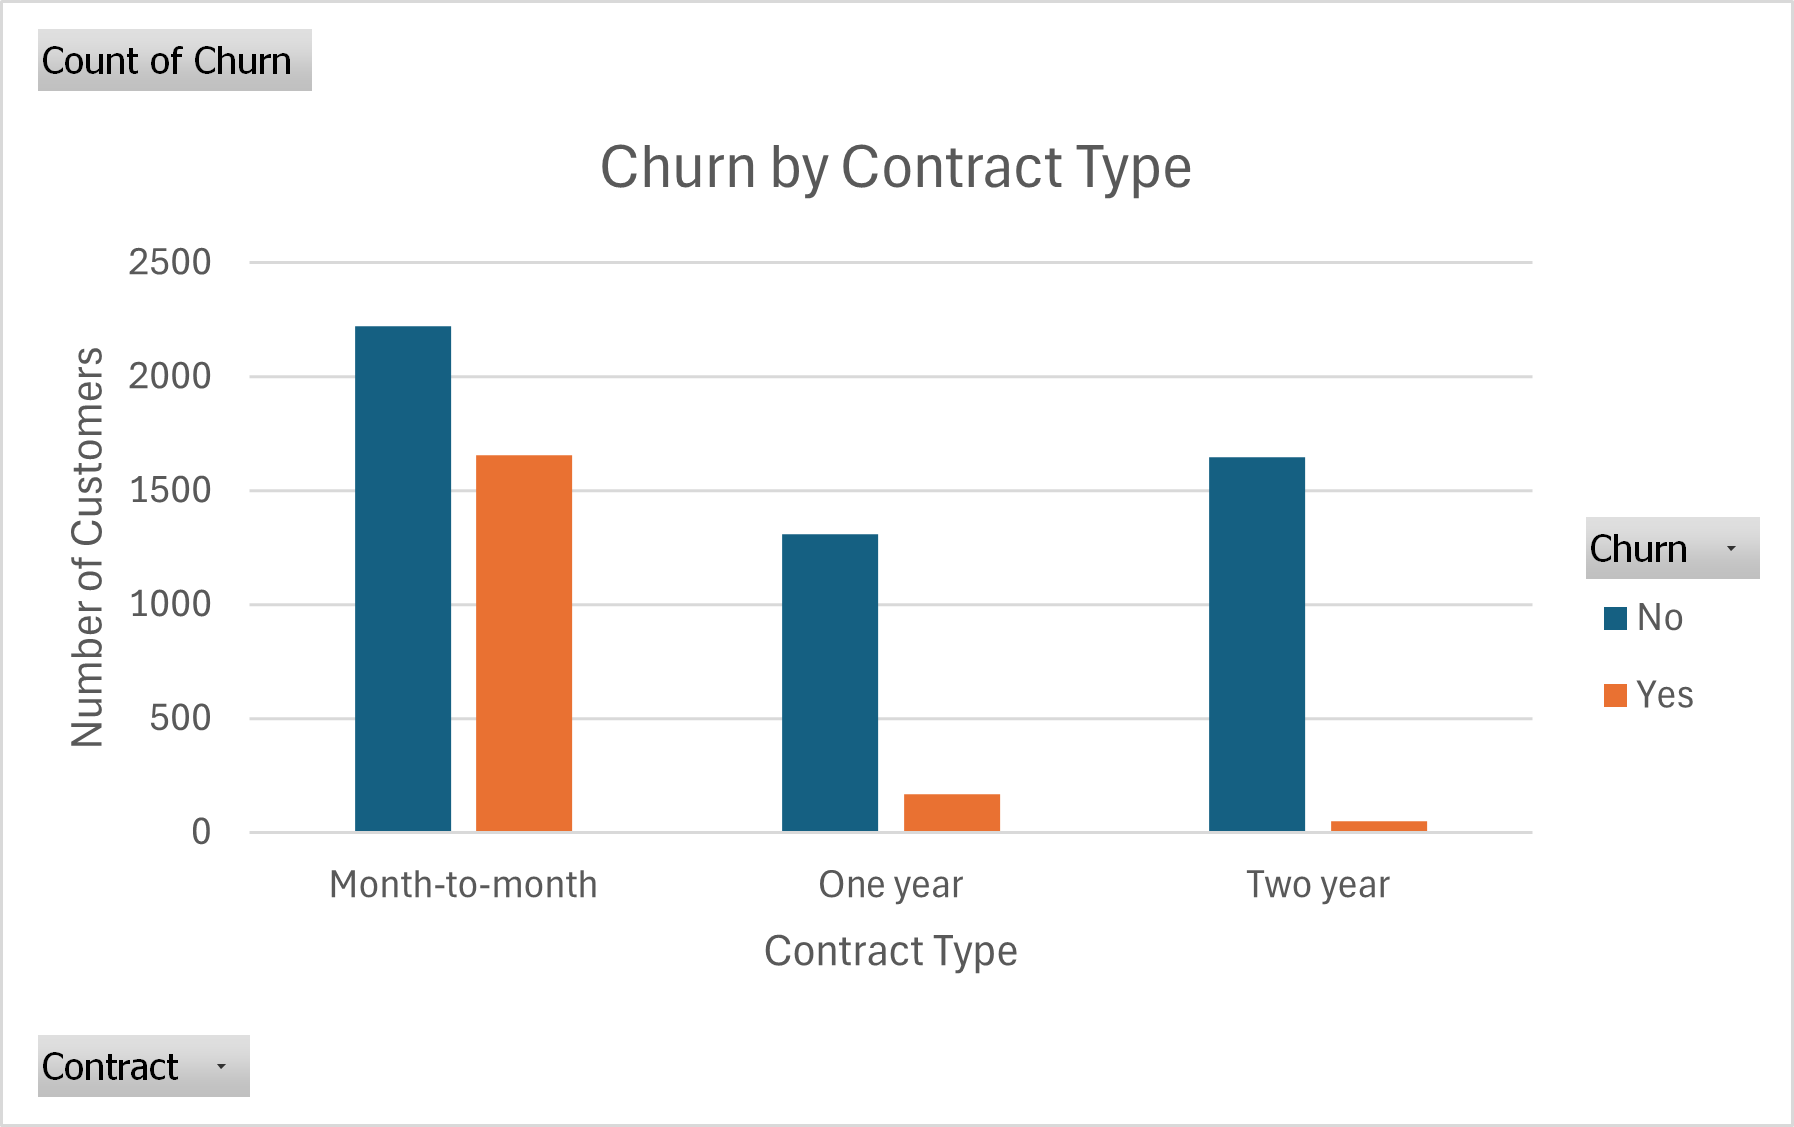 Count of Churn
Churn by Contract Type
2500
2000
1500
1000
500
0
Number of Customers
Month-to-month
One year
Two year
Contract Type
Churn
No
Yes
Contract